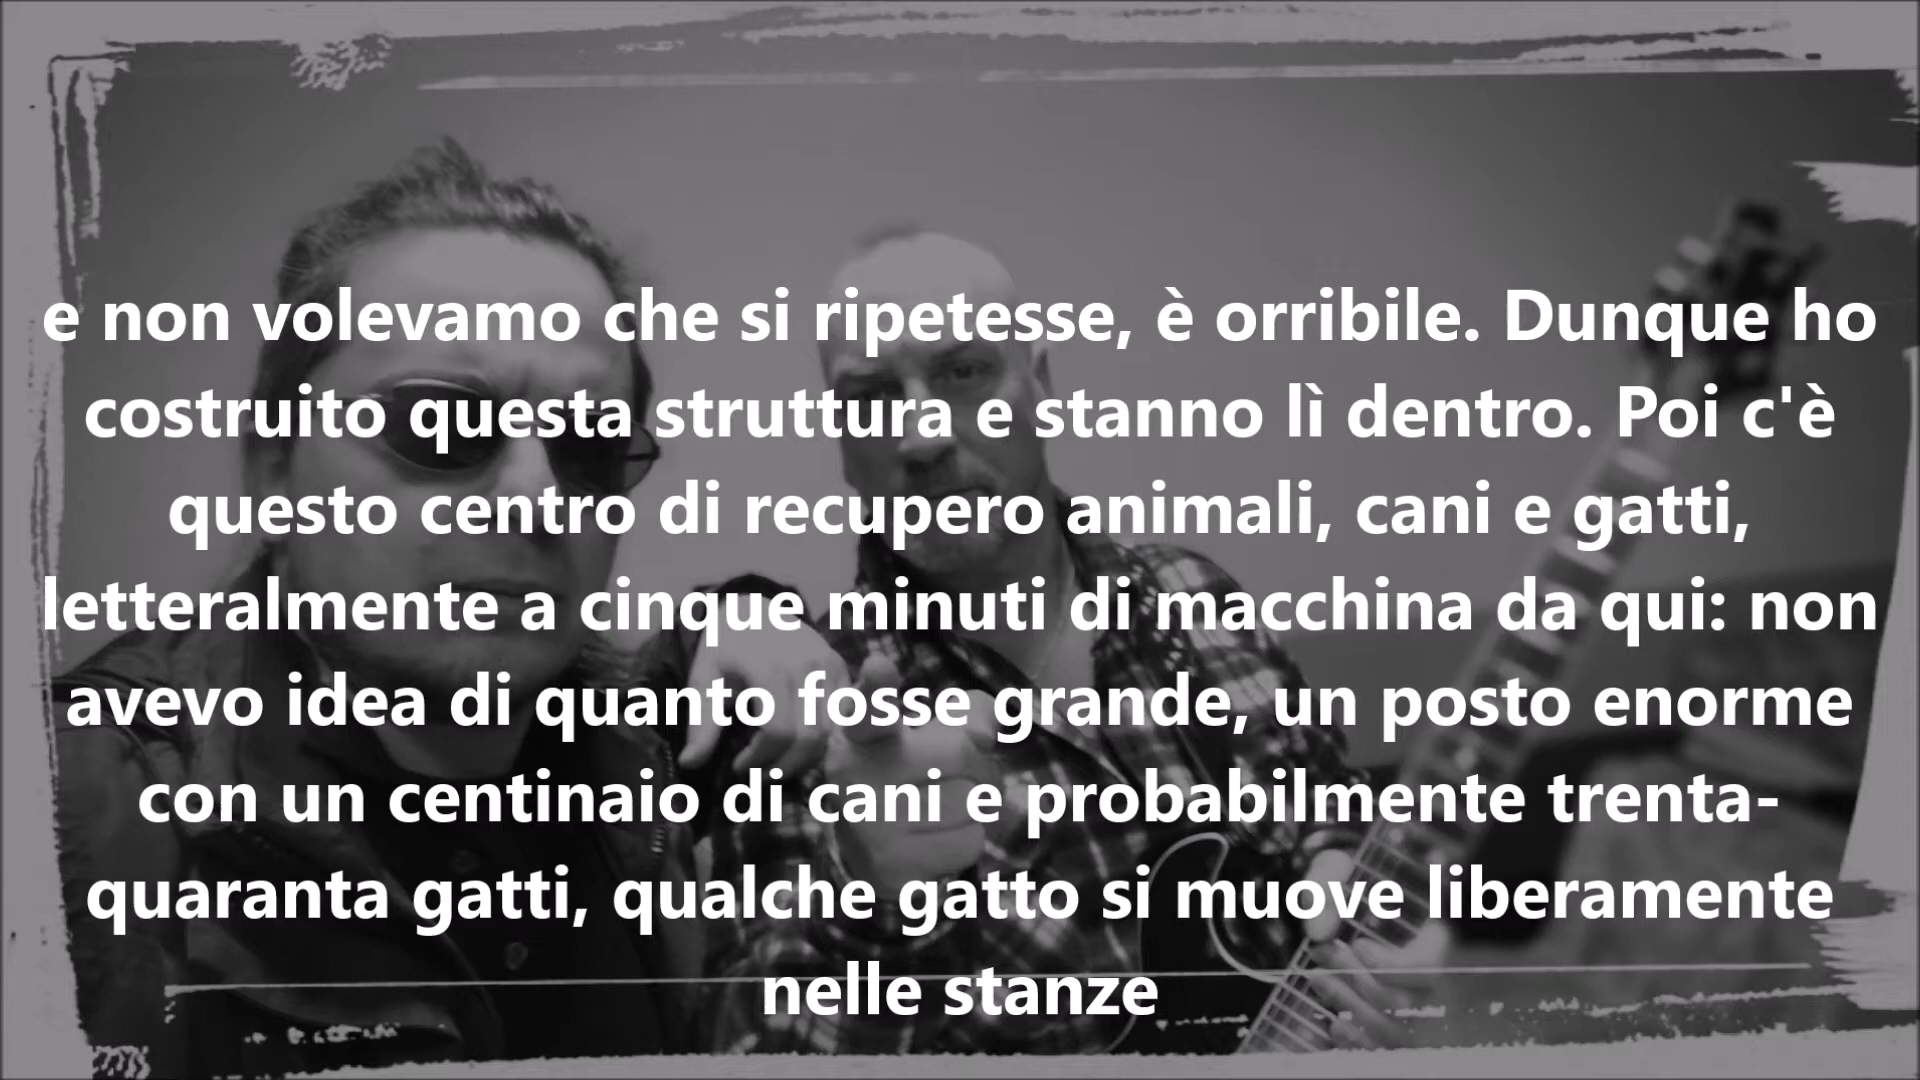 e non volevamo che si ripetesse, è orribile. Dunque ho
costruito questa struttura e stanno lì dentro. Poi c'è
questo centro di recupero animali, cani e gatti,
letteralmente a cinque minuti di macchina da qui: non
avevo idea di quanto fosse grande, un posto enorme
con un centinaio di cani e probabilmente trenta-
quaranta gatti, qualche gatto si muove liberamente
nelle stanze